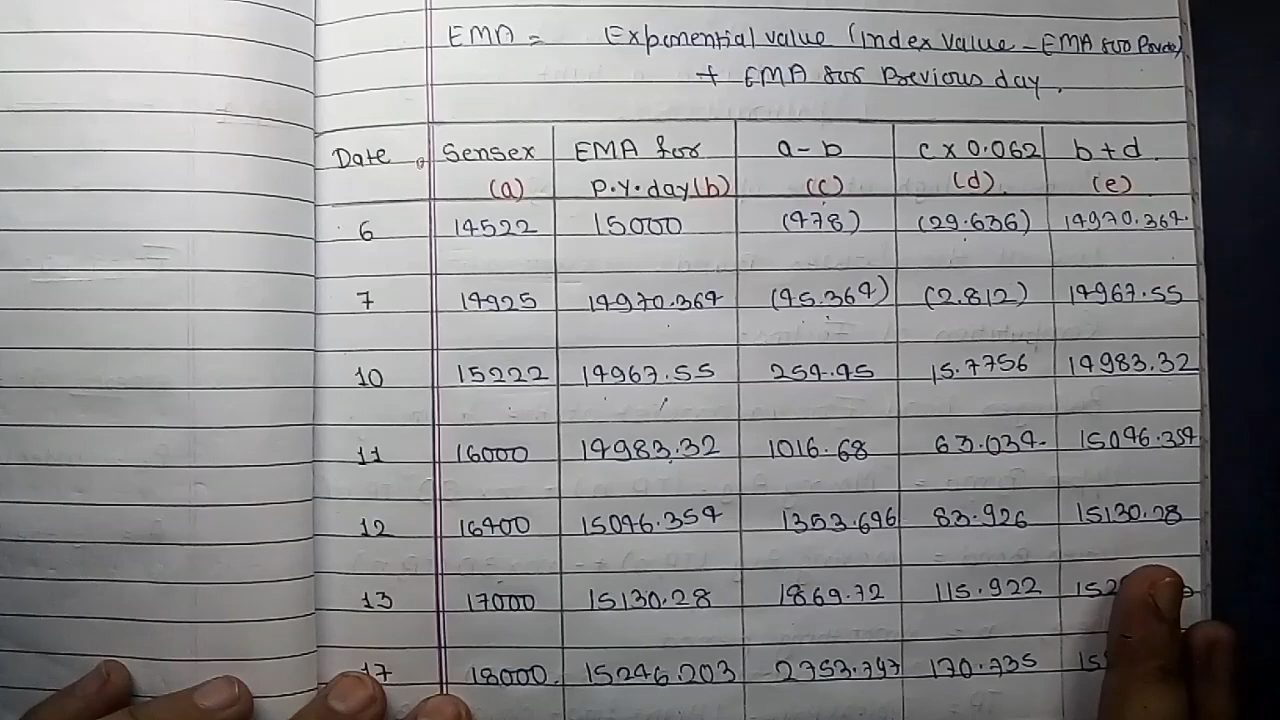 EMA = Exponential value (Index value - EMA for Pr.day)
+ EMA for Previous day.
Date Sensex EMA for a-b c x 0.062 b+d.
(a) P.Y.day(b) (c) (d) (e)
6 14522 15000 (478) (29.636) 14970.364.
7 14925 14970.364 (45.364) (2.812) 14967.55
10 15222 14967.55 254.45 15.7756 14983.32
11 16000 14983.32 1016.68 63.034 15046.354
12 16400 15046.354 1353.646 83.926 15130.28
13 17000 15130.28 1869.72 115.922
17 18000. 15246.203 2753.797 170.735